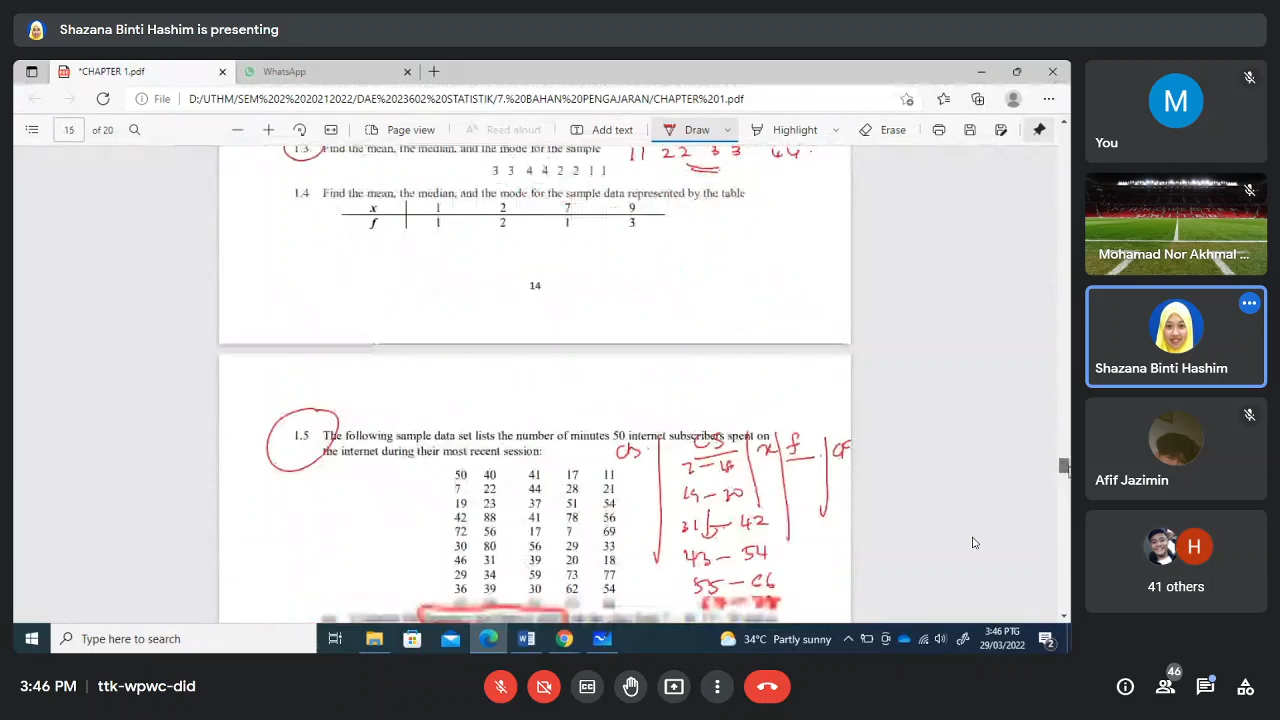 Shazana Binti Hashim is presenting
*CHAPTER 1.pdf
WhatsApp
File D:/UTHM/SEM%202%2020212022/DAE%2023602%20STATISTIK/7.%20BAHAN%20PENGAJARAN/CHAPTER%201.pdf
15 of 20 Page view Read aloud Add text Draw Highlight Erase
1.3 Find the mean, the median, and the mode for the sample 11 22 33 44
3 3 4 4 2 2 1 1
1.4 Find the mean, the median, and the mode for the sample data represented by the table
x 1 2 7 9
f 1 2 1 3
14
1.5 The following sample data set lists the number of minutes 50 internet subscribers spent on
the internet during their most recent session:
x f CF
50 40 41 17 11
7 22 44 28 21
19 23 37 51 54
31 - 42
42 88 41 78 56
72 56 17 7 69
30 80 56 29 33
43 - 54
46 31 39 20 18
29 34 59 73 77
55 - 66
36 39 30 62 54
Type here to search
34°C Partly sunny
3:46 PTG
29/03/2022
2
M
You
Mohamad Nor Akhmal ...
Shazana Binti Hashim
Afif Jazimin
H
41 others
3:46 PM | ttk-wpwc-did
46